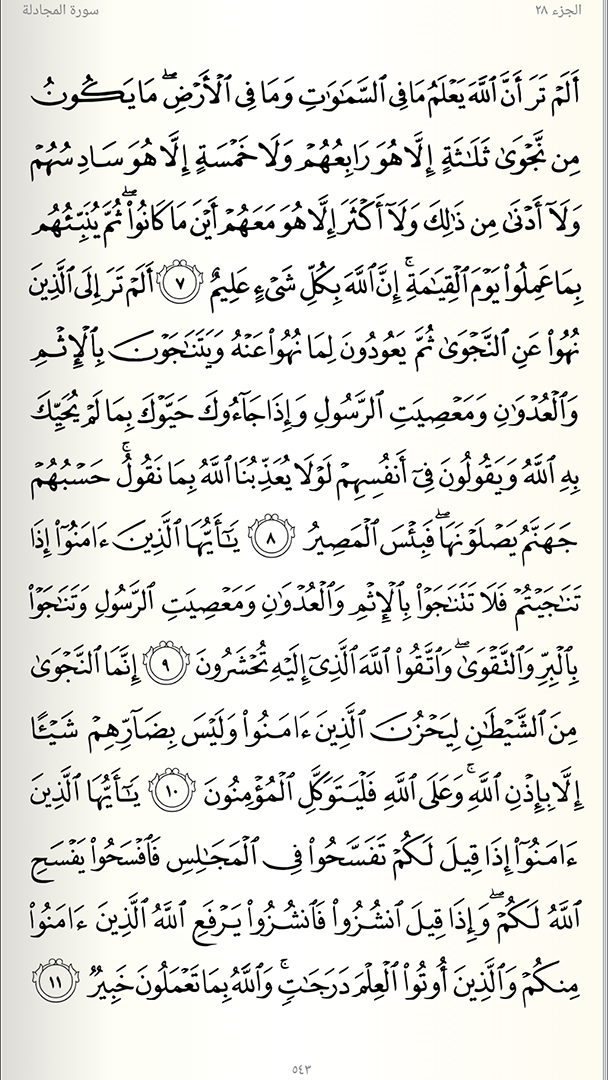 الجزء ٢٨
سورة المجادلة
أَلَمۡ تَرَ أَنَّ ٱللَّهَ يَعۡلَمُ مَا فِي ٱلسَّمَٰوَٰتِ وَمَا فِي ٱلۡأَرۡضِۖ مَا يَكُونُ
مِن نَّجۡوَىٰ ثَلَٰثَةٍ إِلَّا هُوَ رَابِعُهُمۡ وَلَا خَمۡسَةٍ إِلَّا هُوَ سَادِسُهُمۡ
وَلَآ أَدۡنَىٰ مِن ذَٰلِكَ وَلَآ أَكۡثَرَ إِلَّا هُوَ مَعَهُمۡ أَيۡنَ مَا كَانُواْۖ ثُمَّ يُنَبِّئُهُم
بِمَا عَمِلُواْ يَوۡمَ ٱلۡقِيَٰمَةِۚ إِنَّ ٱللَّهَ بِكُلِّ شَيۡءٍ عَلِيمٌ ٧ أَلَمۡ تَرَ إِلَى ٱلَّذِينَ
نُهُواْ عَنِ ٱلنَّجۡوَىٰ ثُمَّ يَعُودُونَ لِمَا نُهُواْ عَنۡهُ وَيَتَنَٰجَوۡنَ بِٱلۡإِثۡمِ
وَٱلۡعُدۡوَٰنِ وَمَعۡصِيَتِ ٱلرَّسُولِ وَإِذَا جَآءُوكَ حَيَّوۡكَ بِمَا لَمۡ يُحَيِّكَ
بِهِ ٱللَّهُ وَيَقُولُونَ فِيٓ أَنفُسِهِمۡ لَوۡلَا يُعَذِّبُنَا ٱللَّهُ بِمَا نَقُولُۚ حَسۡبُهُمۡ
جَهَنَّمُ يَصۡلَوۡنَهَاۖ فَبِئۡسَ ٱلۡمَصِيرُ ٨ يَٰٓأَيُّهَا ٱلَّذِينَ ءَامَنُوٓاْ إِذَا
تَنَٰجَيۡتُمۡ فَلَا تَتَنَٰجَوۡاْ بِٱلۡإِثۡمِ وَٱلۡعُدۡوَٰنِ وَمَعۡصِيَتِ ٱلرَّسُولِ وَتَنَٰجَوۡاْ
بِٱلۡبِرِّ وَٱلتَّقۡوَىٰۖ وَٱتَّقُواْ ٱللَّهَ ٱلَّذِيٓ إِلَيۡهِ تُحۡشَرُونَ ٩ إِنَّمَا ٱلنَّجۡوَىٰ
مِنَ ٱلشَّيۡطَٰنِ لِيَحۡزُنَ ٱلَّذِينَ ءَامَنُواْ وَلَيۡسَ بِضَآرِّهِمۡ شَيۡـًٔا
إِلَّا بِإِذۡنِ ٱللَّهِۚ وَعَلَى ٱللَّهِ فَلۡيَتَوَكَّلِ ٱلۡمُؤۡمِنُونَ ١٠ يَٰٓأَيُّهَا ٱلَّذِينَ
ءَامَنُوٓاْ إِذَا قِيلَ لَكُمۡ تَفَسَّحُواْ فِي ٱلۡمَجَٰلِسِ فَٱفۡسَحُواْ يَفۡسَحِ
ٱللَّهُ لَكُمۡۖ وَإِذَا قِيلَ ٱنشُزُواْ فَٱنشُزُواْ يَرۡفَعِ ٱللَّهُ ٱلَّذِينَ ءَامَنُواْ
مِنكُمۡ وَٱلَّذِينَ أُوتُواْ ٱلۡعِلۡمَ دَرَجَٰتٖۚ وَٱللَّهُ بِمَا تَعۡمَلُونَ خَبِيرٞ ١١
٥٤٣